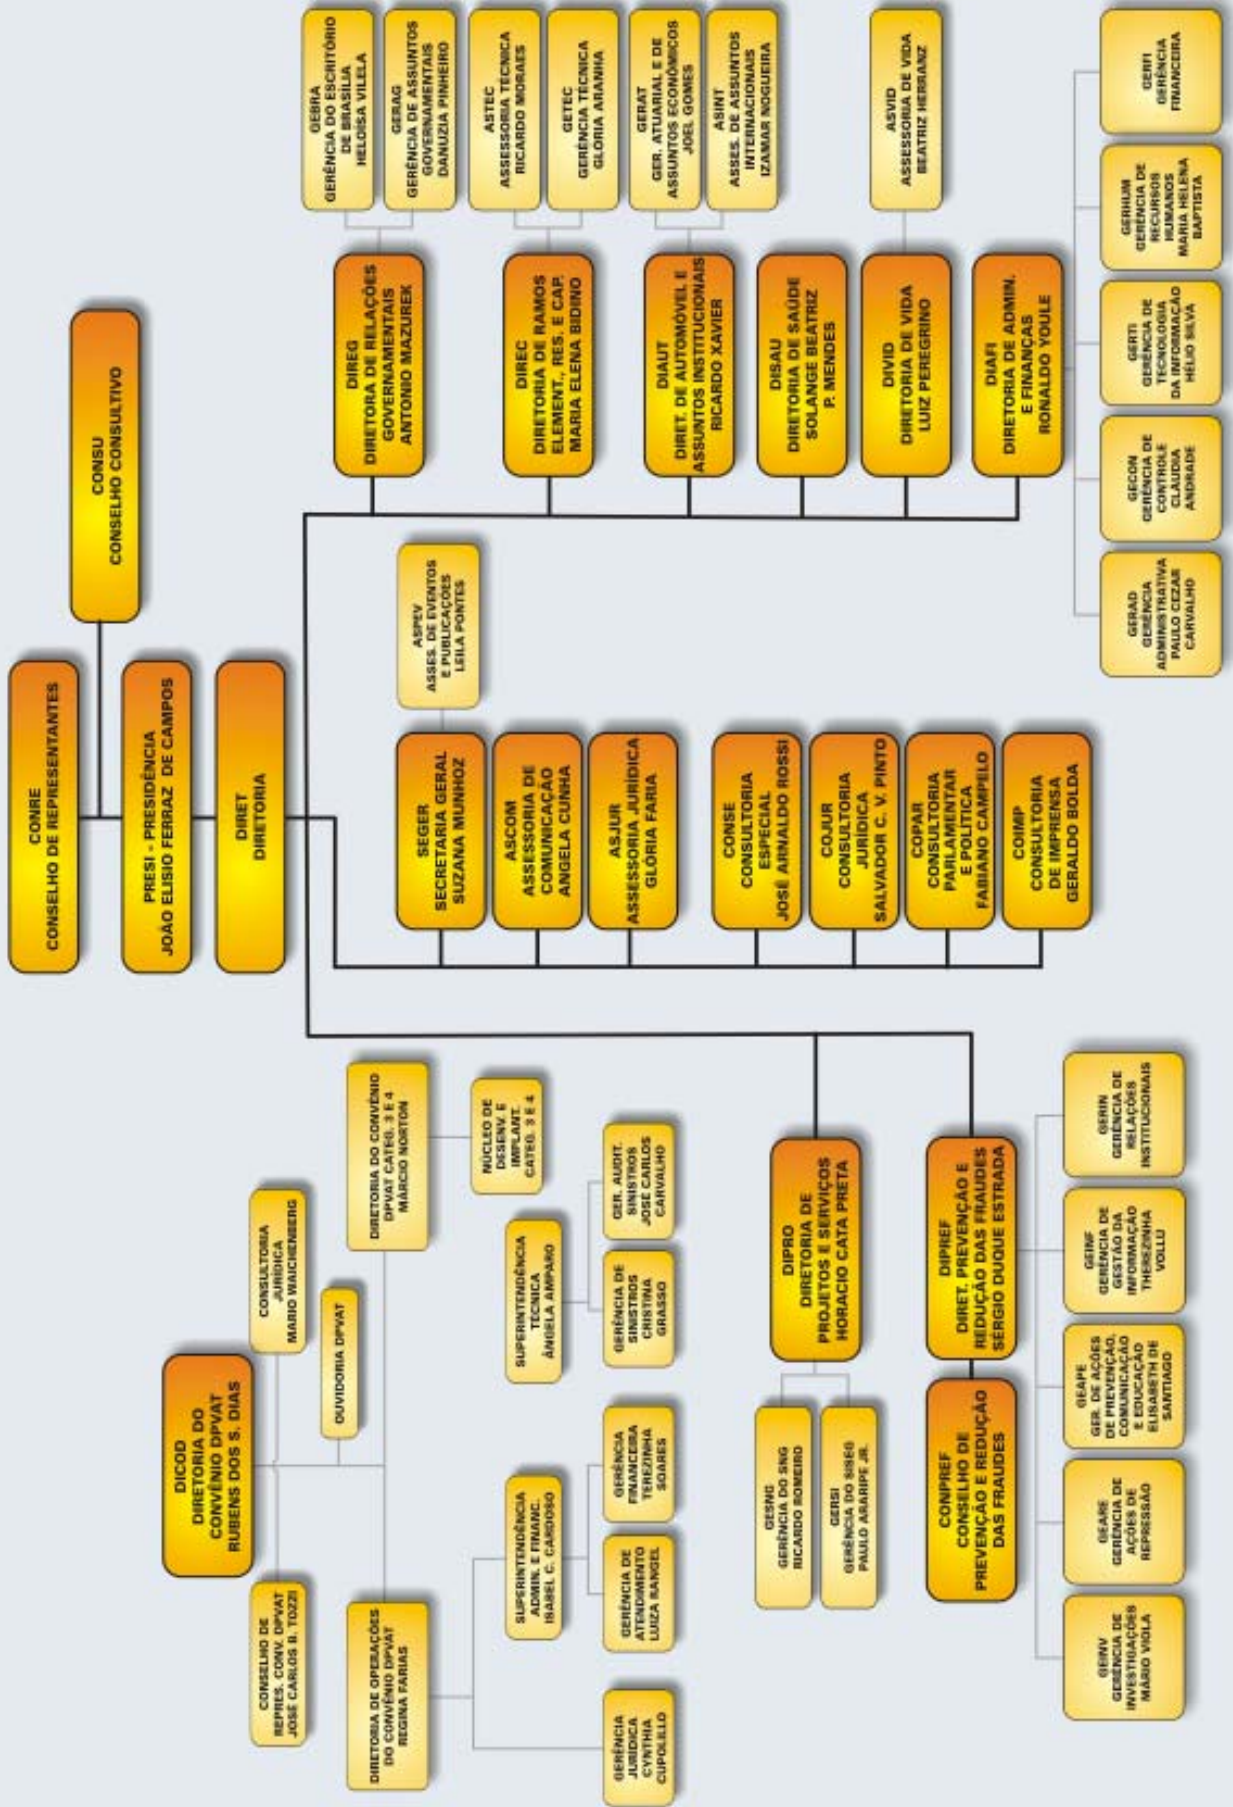 CONRE
CONSELHO DE REPRESENTANTES
CONSU
CONSELHO CONSULTIVO
PRESI - PRESIDÊNCIA
JOÃO ELISIO FERRAZ DE CAMPOS
DIRET
DIRETORIA
DICOD
DIRETORIA DO
CONVÊNIO DPVAT
RUBENS DOS S. DIAS
CONSELHO DE
REPRES. CONV. DPVAT
JOSÉ CARLOS B. TOZZI
CONSULTORIA
JURÍDICA
MARIO WAICHENBERG
OUVIDORIA DPVAT
DIRETORIA DE OPERAÇÕES
DO CONVÊNIO DPVAT
REGINA FARIAS
DIRETORIA DO CONVÊNIO
DPVAT CATEG. 3 E 4
MÁRCIO NORTON
NÚCLEO DE
DESENV. E
IMPLANT.
CATEG. 3 E 4
SUPERINTENDÊNCIA
ADMIN. E FINANC.
ISABEL C. CARDOSO
SUPERINTENDÊNCIA
TÉCNICA
ÂNGELA AMPARO
GERÊNCIA
JURÍDICA
CYNTHIA
CUPOLILLO
GERÊNCIA DE
ATENDIMENTO
LUIZA RANGEL
GERÊNCIA
FINANCEIRA
TEREZINHA
SOARES
GERÊNCIA DE
SINISTROS
CRISTINA
GRASSO
GER. AUDIT.
SINISTROS
JOSÉ CARLOS
CARVALHO
SEGER
SECRETARIA GERAL
SUZANA MUNHOZ
ASPEV
ASSES. DE EVENTOS
E PUBLICAÇÕES
LEILA PONTES
ASCOM
ASSESSORIA DE
COMUNICAÇÃO
ANGELA CUNHA
ASJUR
ASSESSORIA JURÍDICA
GLÓRIA FARIA
CONSE
CONSULTORIA
ESPECIAL
JOSÉ ARNALDO ROSSI
COJUR
CONSULTORIA
JURÍDICA
SALVADOR C. V. PINTO
COPAR
CONSULTORIA
PARLAMENTAR
E POLÍTICA
FABIANO CAMPELO
COIMP
CONSULTORIA
DE IMPRENSA
GERALDO BOLDA
DIREG
DIRETORA DE RELAÇÕES
GOVERNAMENTAIS
ANTONIO MAZUREK
GEBRA
GERÊNCIA DO ESCRITÓRIO
DE BRASÍLIA
HELOÍSA VILELA
GERAG
GERÊNCIA DE ASSUNTOS
GOVERNAMENTAIS
DANUZIA PINHEIRO
DIREC
DIRETORIA DE RAMOS
ELEMENT., RES. E CAP.
MARIA ELENA BIDINO
ASTEC
ASSESSORIA TÉCNICA
RICARDO MORAES
GETEC
GERÊNCIA TÉCNICA
GLORIA ARANHA
DIAUT
DIRET. DE AUTOMÓVEL E
ASSUNTOS INSTITUCIONAIS
RICARDO XAVIER
GERAT
GER. ATUARIAL E DE
ASSUNTOS ECONÔMICOS
JOEL GOMES
ASINT
ASSES. DE ASSUNTOS
INTERNACIONAIS
IZAMAR NOGUEIRA
DISAU
DIRETORIA DE SAÚDE
SOLANGE BEATRIZ
P. MENDES
DIVID
DIRETORIA DE VIDA
LUIZ PEREGRINO
ASVID
ASSESSORIA DE VIDA
BEATRIZ HERRANZ
DIAFI
DIRETORIA DE ADMIN.
E FINANÇAS
RONALDO YOULE
GERAD
GERÊNCIA
ADMINISTRATIVA
PAULO CEZAR
CARVALHO
GECON
GERÊNCIA DE
CONTROLE
CLAUDIA
ANDRADE
GERTI
GERÊNCIA DE
TECNOLOGIA
DA INFORMAÇÃO
HÉLIO SILVA
GERHUM
GERÊNCIA DE
RECURSOS
HUMANOS
MARIA HELENA
BAPTISTA
GERFI
GERÊNCIA
FINANCEIRA
DIPRO
DIRETORIA DE
PROJETOS E SERVIÇOS
HORACIO CATA PRETA
GESNG
GERÊNCIA DO SNG
RICARDO ROMEIRO
GERSI
GERÊNCIA DO SISEG
PAULO ARARIPE JR.
CONPREF
CONSELHO DE
PREVENÇÃO E REDUÇÃO
DAS FRAUDES
DIPREF
DIRET. PREVENÇÃO E
REDUÇÃO DAS FRAUDES
SÉRGIO DUQUE ESTRADA
GEINV
GERÊNCIA DE
INVESTIGAÇÕES
MÁRIO VIOLA
GEARE
GERÊNCIA DE
AÇÕES DE
REPRESSÃO
GEAPE
GER. DE AÇÕES
DE PREVENÇÃO,
COMUNICAÇÃO
E EDUCAÇÃO
ELISABETH DE
SANTIAGO
GEINF
GERÊNCIA DE
GESTÃO DA
INFORMAÇÃO
THEREZINHA
VOLLU
GERIN
GERÊNCIA DE
RELAÇÕES
INSTITUCIONAIS